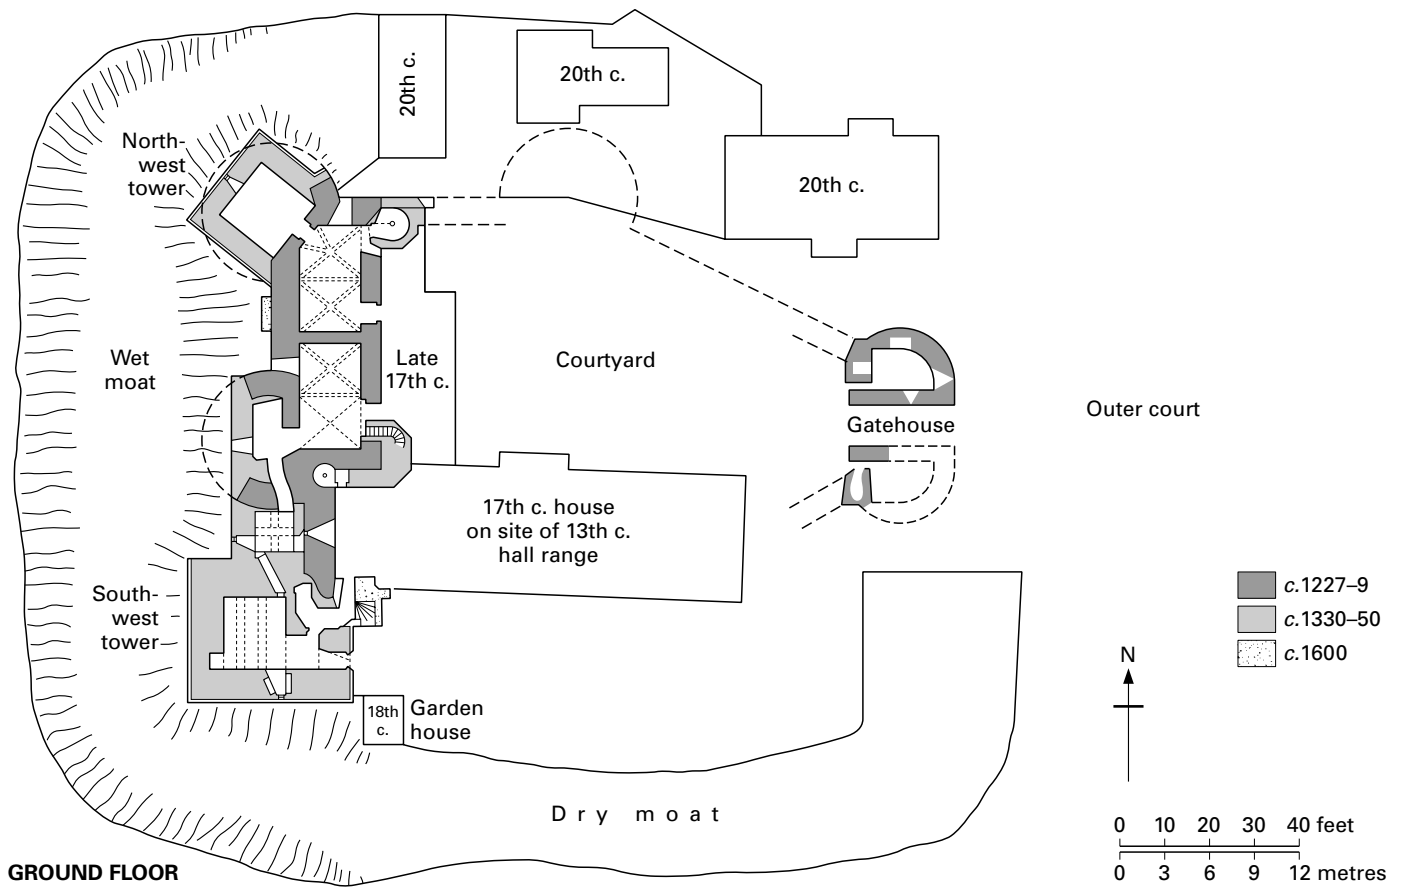 20th c.
20th c.
20th c.
North-
west
tower
Wet
moat
Late
17th c.
Courtyard
Gatehouse
Outer court
17th c. house
on site of 13th c.
hall range
South-
west
tower
18th
c.
Garden
house
Dry moat
c.1227–9
c.1330–50
c.1600
N
0 10 20 30 40 feet
0 3 6 9 12 metres
GROUND FLOOR